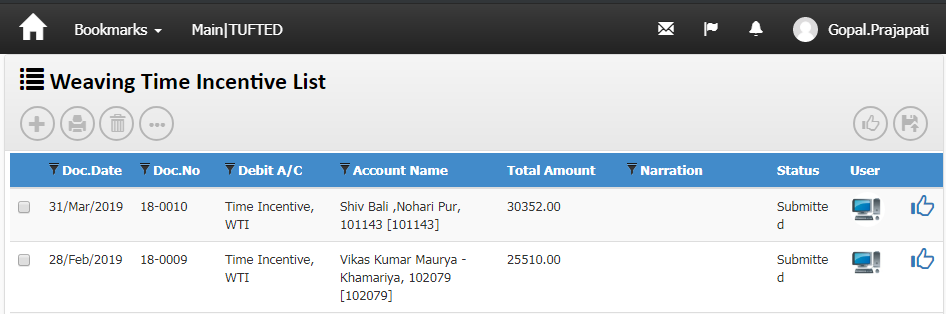 Bookmarks Main|TUFTED Gopal.Prajapati
Weaving Time Incentive List
Doc.Date Doc.No Debit A/C Account Name Total Amount Narration Status User
31/Mar/2019 18-0010 Time Incentive, Shiv Bali ,Nohari Pur, 30352.00 Submitte
WTI 101143 [101143] d
28/Feb/2019 18-0009 Time Incentive, Vikas Kumar Maurya - 25510.00 Submitte
WTI Khamariya, 102079 d
[102079]